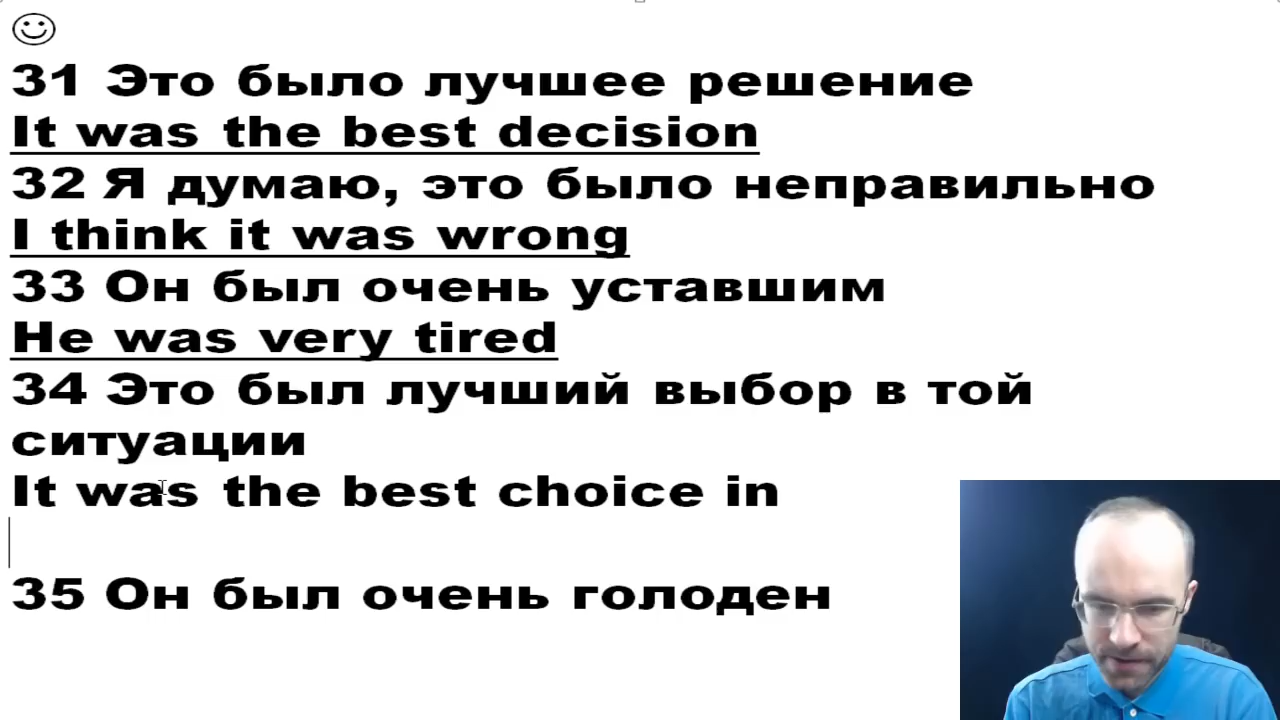 31 Это было лучшее решение
It was the best decision
32 Я думаю, это было неправильно
I think it was wrong
33 Он был очень уставшим
He was very tired
34 Это был лучший выбор в той
ситуации
It was the best choice in
35 Он был очень голоден